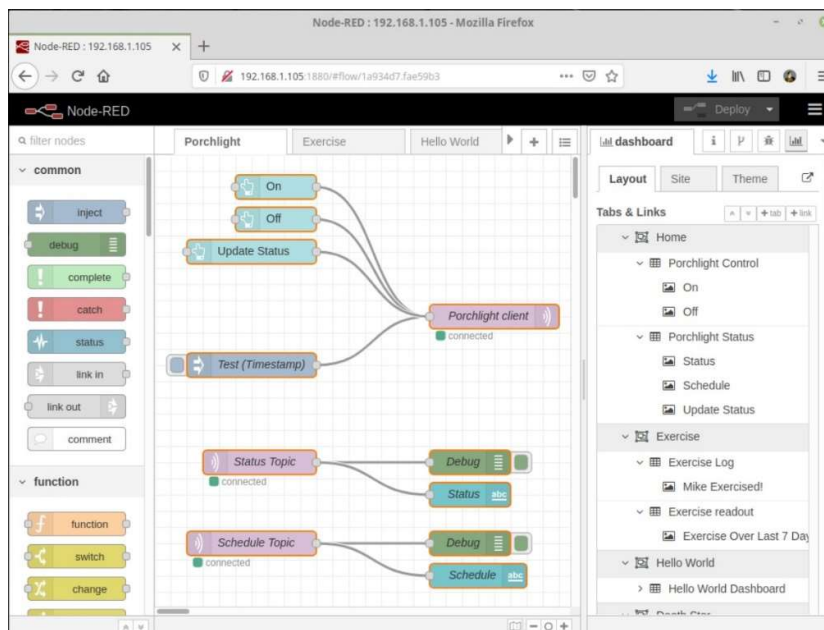 Node-RED : 192.168.1.105 - Mozilla Firefox
Node-RED : 192.168.1.105
192.168.1.105:1880/#flow/1a934d7.fae59b3
Node-RED
Deploy
filter nodes
common
inject
debug
complete
catch
status
link in
link out
comment
function
function
switch
change
Porchlight
Exercise
Hello World
On
Off
Update Status
Porchlight client
connected
Test (Timestamp)
Status Topic
connected
Debug
Status
abc
Schedule Topic
connected
Debug
Schedule
abc
dashboard
i
Layout
Site
Theme
Tabs & Links
+ tab
+ link
Home
Porchlight Control
On
Off
Porchlight Status
Status
Schedule
Update Status
Exercise
Exercise Log
Mike Exercised!
Exercise readout
Exercise Over Last 7 Day
Hello World
Hello World Dashboard